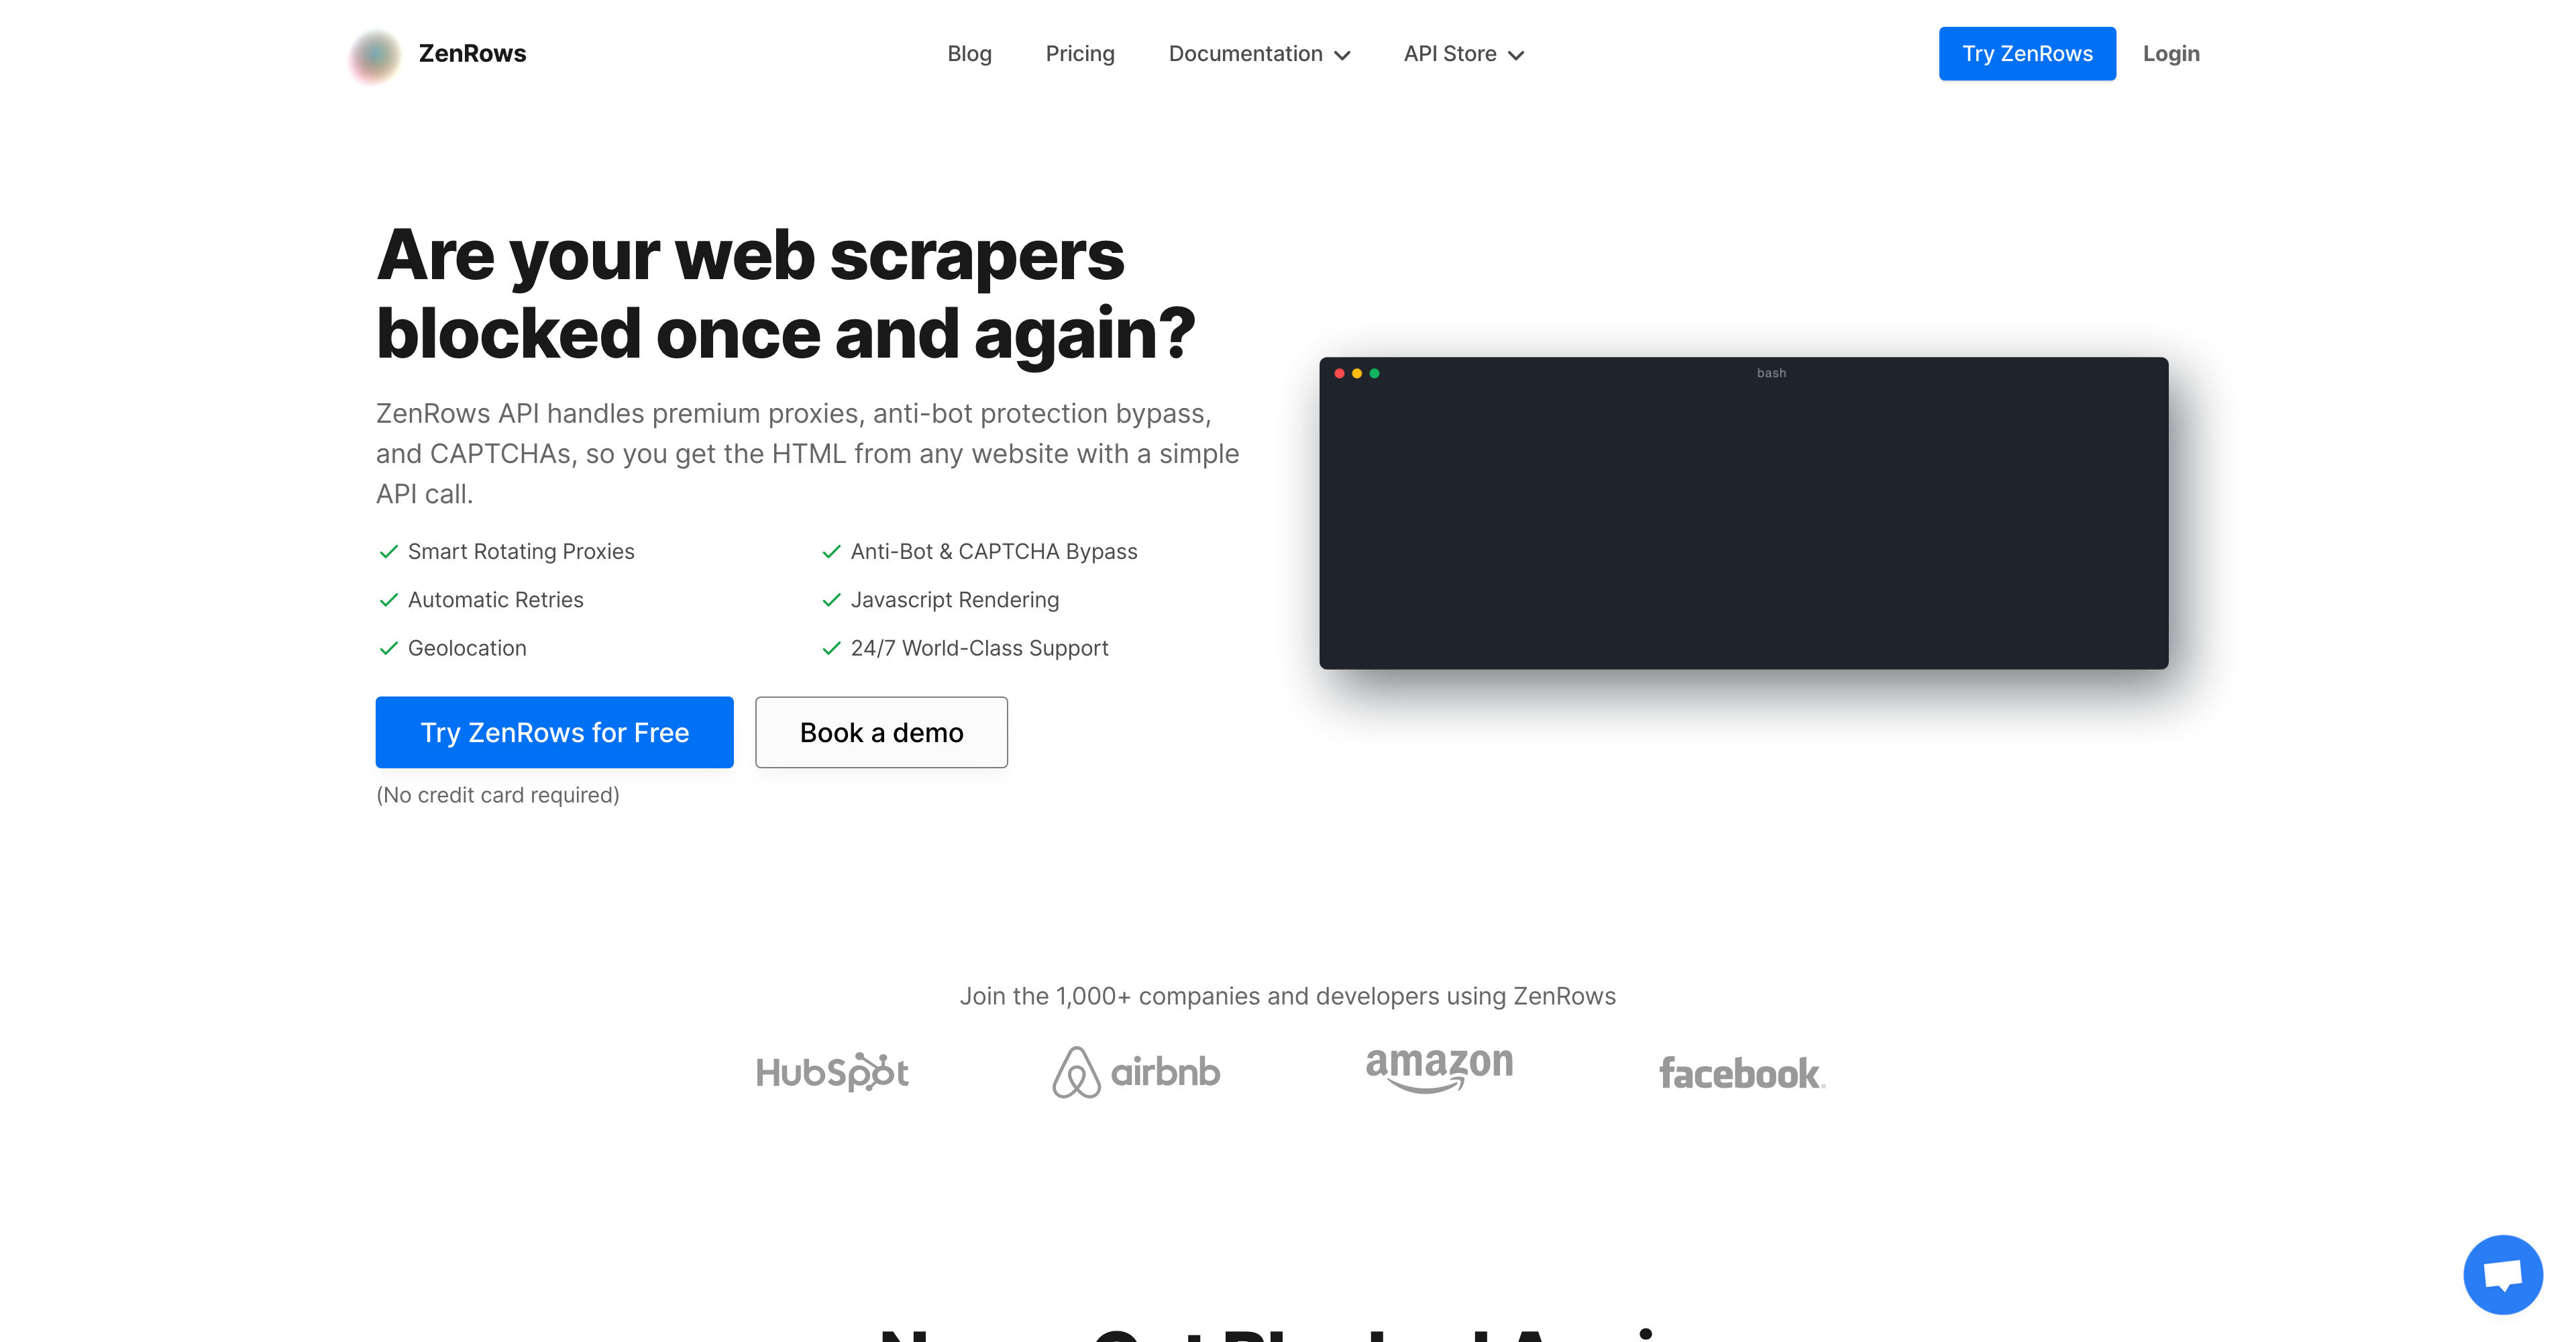 ZenRows
Blog
Pricing
Documentation
API Store
Try ZenRows
Login
Are your web scrapers
blocked once and again?
ZenRows API handles premium proxies, anti-bot protection bypass,
and CAPTCHAs, so you get the HTML from any website with a simple
API call.
Smart Rotating Proxies
Anti-Bot & CAPTCHA Bypass
Automatic Retries
Javascript Rendering
Geolocation
24/7 World-Class Support
Try ZenRows for Free
Book a demo
(No credit card required)
bash
Join the 1,000+ companies and developers using ZenRows
HubSpot
airbnb
amazon
facebook